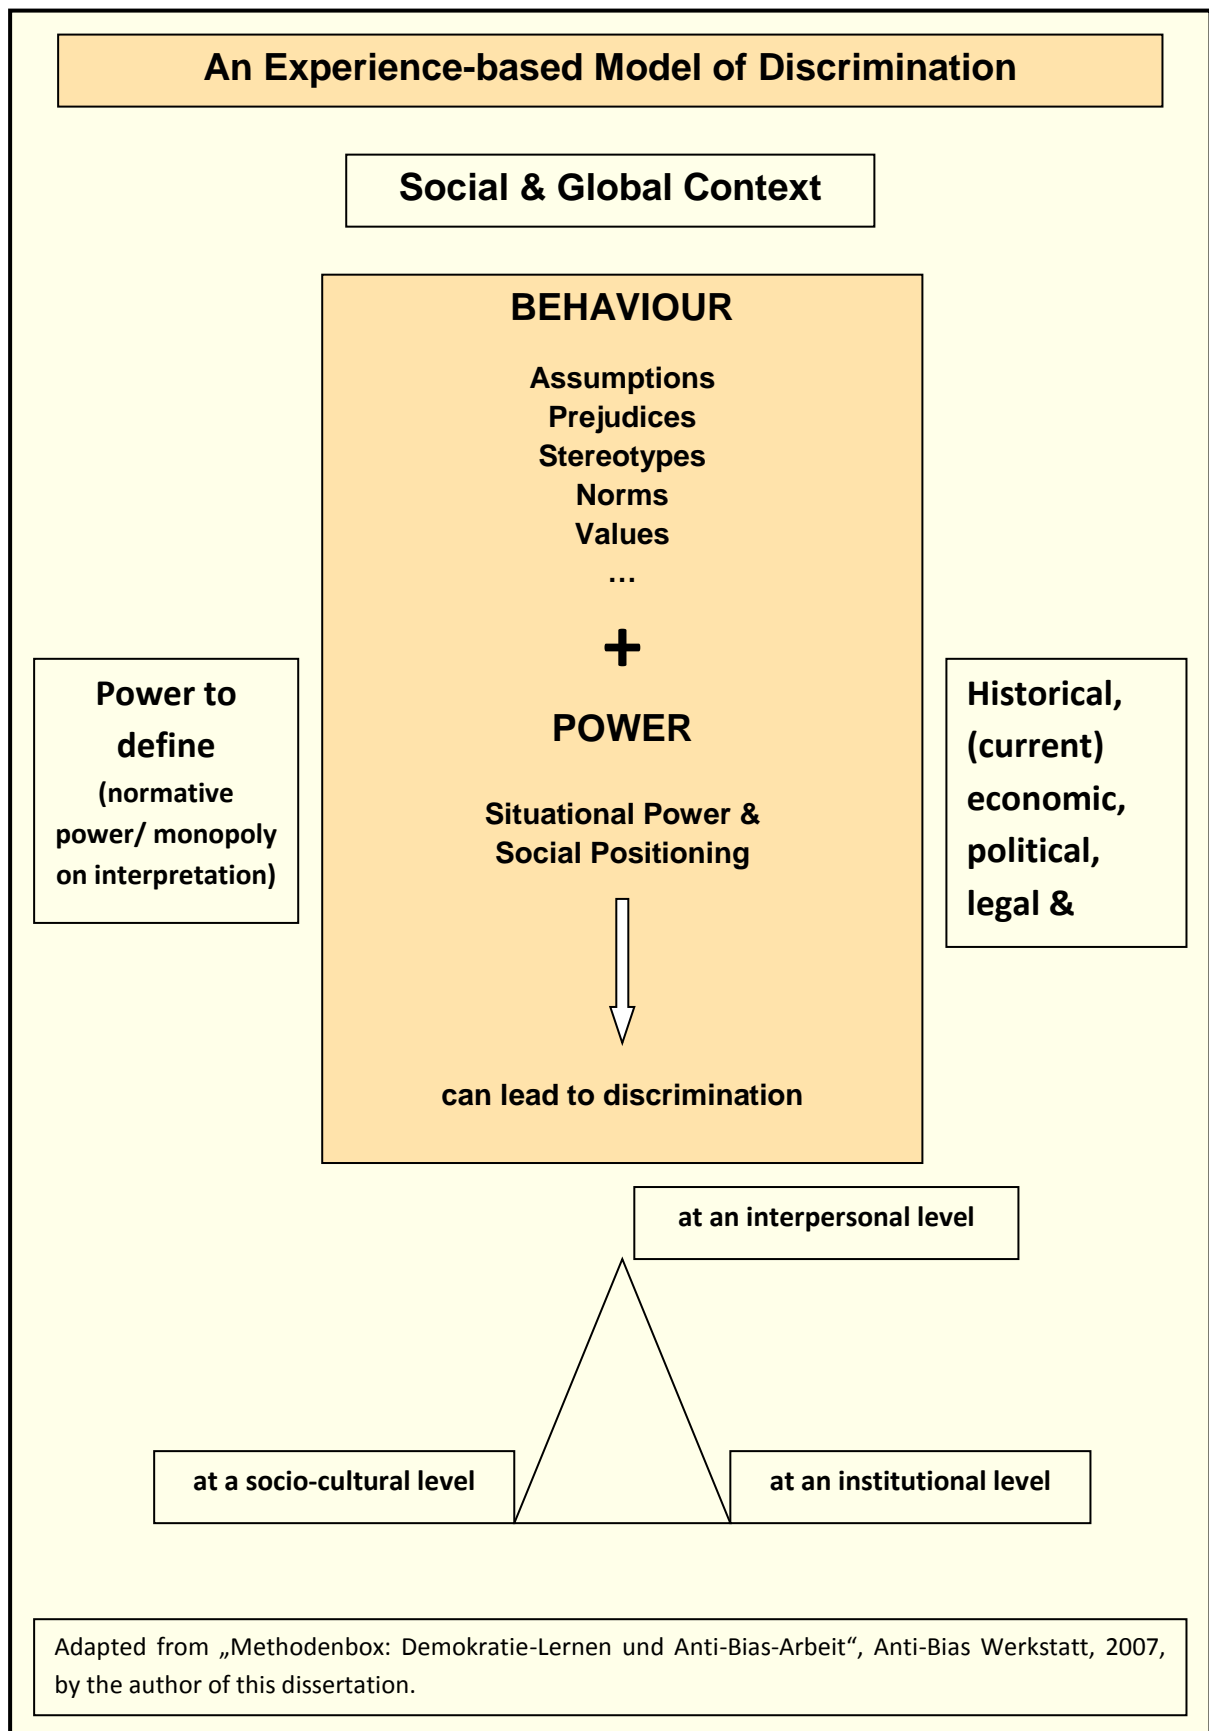 An Experience-based Model of Discrimination
Social & Global Context
BEHAVIOUR
Assumptions
Prejudices
Stereotypes
Norms
Values
…
+
POWER
Situational Power &
Social Positioning
can lead to discrimination
Power to
define
(normative
power/ monopoly
on interpretation)
Historical,
(current)
economic,
political,
legal &
at an interpersonal level
at a socio-cultural level
at an institutional level
Adapted from „Methodenbox: Demokratie-Lernen und Anti-Bias-Arbeit“, Anti-Bias Werkstatt, 2007,
by the author of this dissertation.